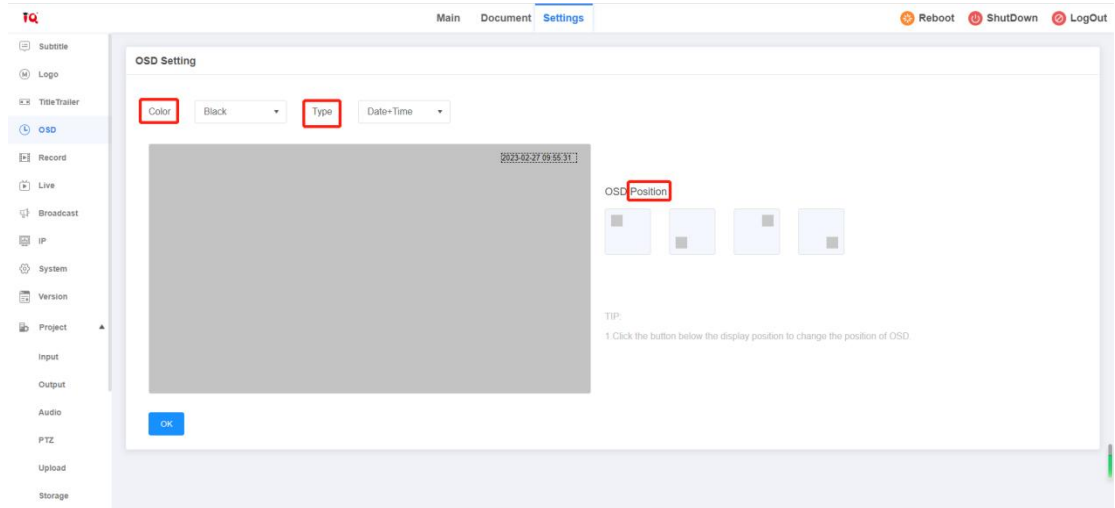 IQ
Main Document Settings
Reboot ShutDown LogOut
Subtitle
Logo
TitleTrailer
OSD
Record
Live
Broadcast
IP
System
Version
Project
Input
Output
Audio
PTZ
Upload
Storage
OSD Setting
Color Black Type Date+Time
2023-02-27 09:55:31
OSD Position
TIP:
1.Click the button below the display position to change the position of OSD
OK